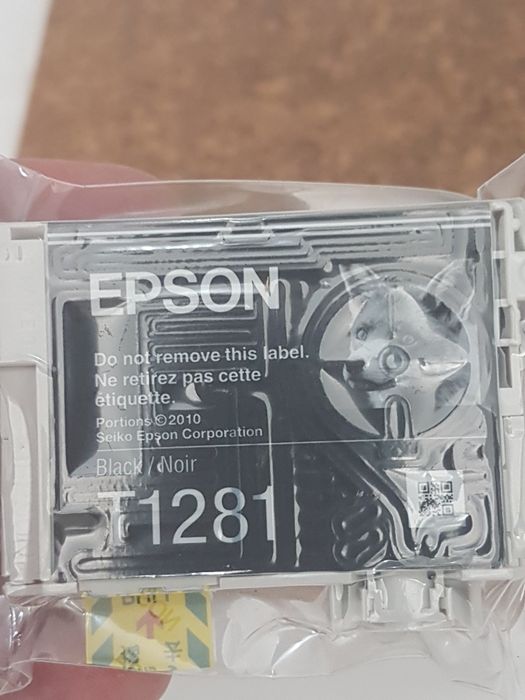 EPSON
Do not remove this label.
Ne retirez pas cette
étiquette.
Portions ©2010
Seiko Epson Corporation
Black / Noir
T1281